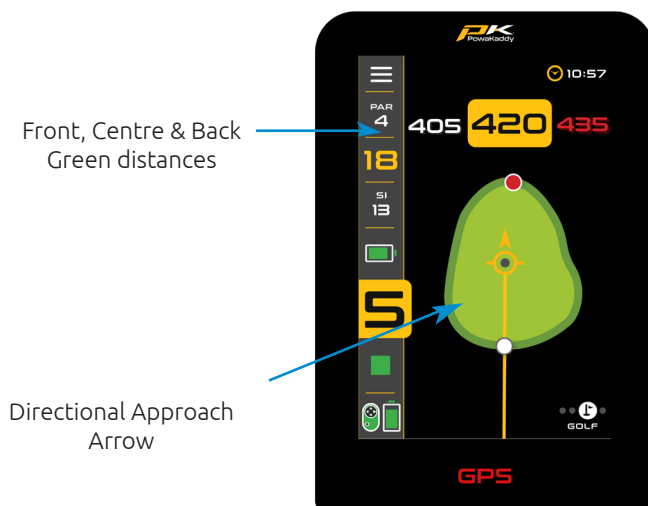 PK
PowaKaddy
10:57
PAR
4
405 420 435
Front, Centre & Back
Green distances
18
SI
13
S
Directional Approach
Arrow
GOLF
GPS